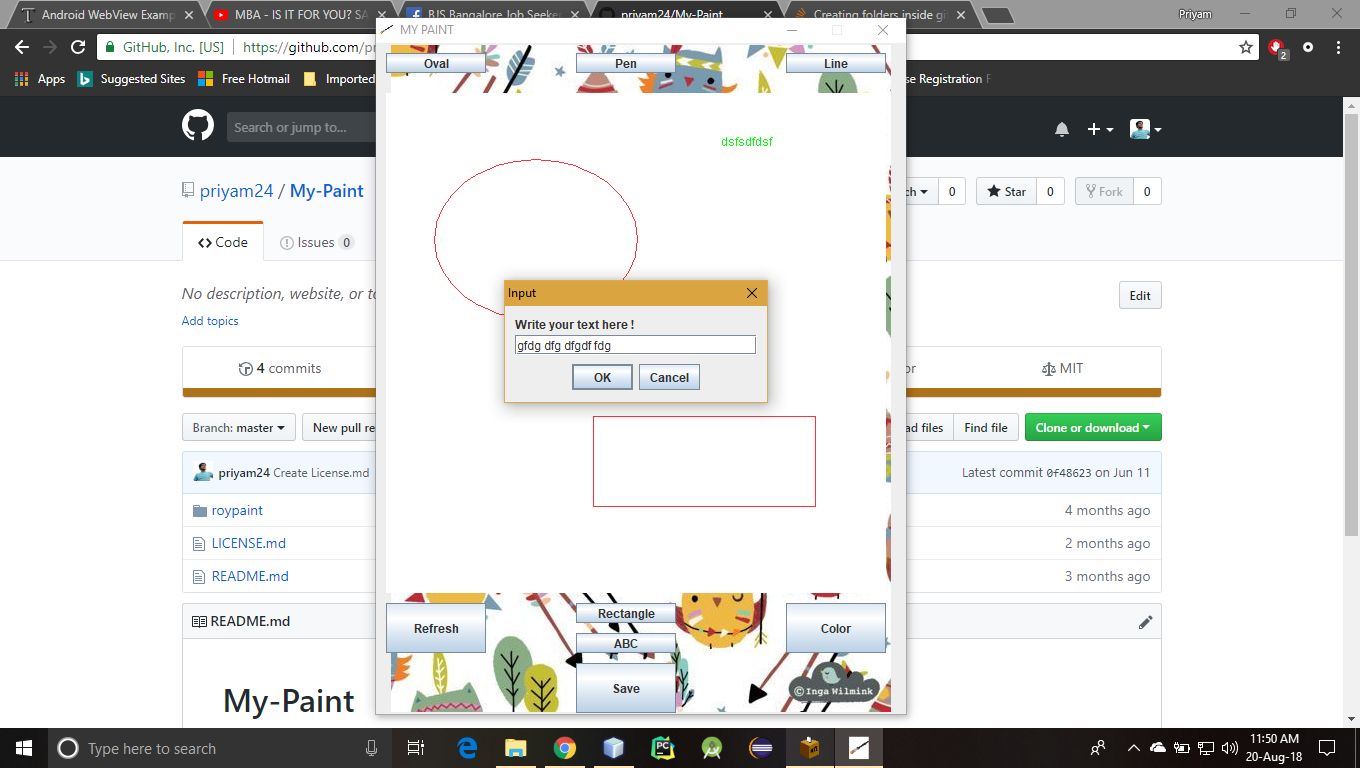 Android WebView Examp
MBA - IS IT FOR YOU? SA
BJS Bangalore Job Seeker
priyam24/My-Paint
Creating folders inside gi
Priyam
MY PAINT
GitHub, Inc. [US]
https://github.com/pr
2
Apps
Suggested Sites
Free Hotmail
Imported
se Registration F
Oval
Pen
Line
Search or jump to...
dsfsdfdsf
priyam24 / My-Paint
ch
0
Star
0
Fork
0
Code
Issues 0
No description, website, or to
Edit
Add topics
Input
Write your text here !
gfdg dfg dfgdf fdg
OK
Cancel
4 commits
or
MIT
Branch: master
New pull re
ad files
Find file
Clone or download
priyam24 Create License.md
Latest commit 0f48623 on Jun 11
roypaint
4 months ago
LICENSE.md
2 months ago
README.md
3 months ago
README.md
My-Paint
Refresh
Rectangle
Color
ABC
Save
© Inga Wilmink
Type here to search
PC
11:50 AM
20-Aug-18